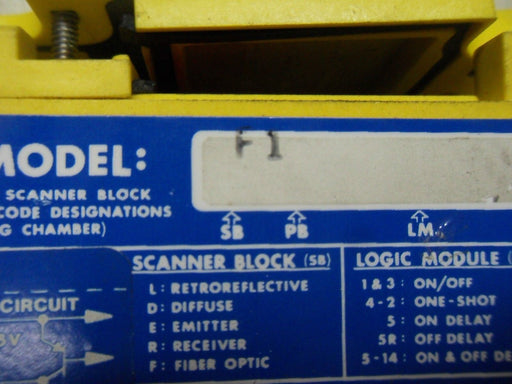 F1
MODEL:
SCANNER BLOCK
CODE DESIGNATIONS
G CHAMBER)
SB PB LM
SCANNER BLOCK (SB)
L: RETROREFLECTIVE
D: DIFFUSE
E: EMITTER
R: RECEIVER
F: FIBER OPTIC
LOGIC MODULE (
1 & 3: ON/OFF
4-2: ONE-SHOT
5: ON DELAY
5R: OFF DELAY
5-14: ON & OFF DE
CIRCUIT
5V